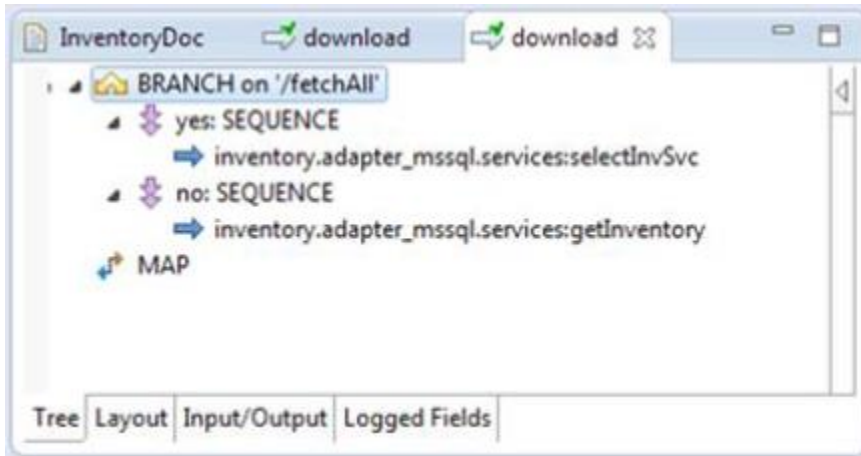 InventoryDoc download download
BRANCH on '/fetchAll'
yes: SEQUENCE
inventory.adapter_mssql.services:selectInvSvc
no: SEQUENCE
inventory.adapter_mssql.services:getInventory
MAP
Tree Layout Input/Output Logged Fields